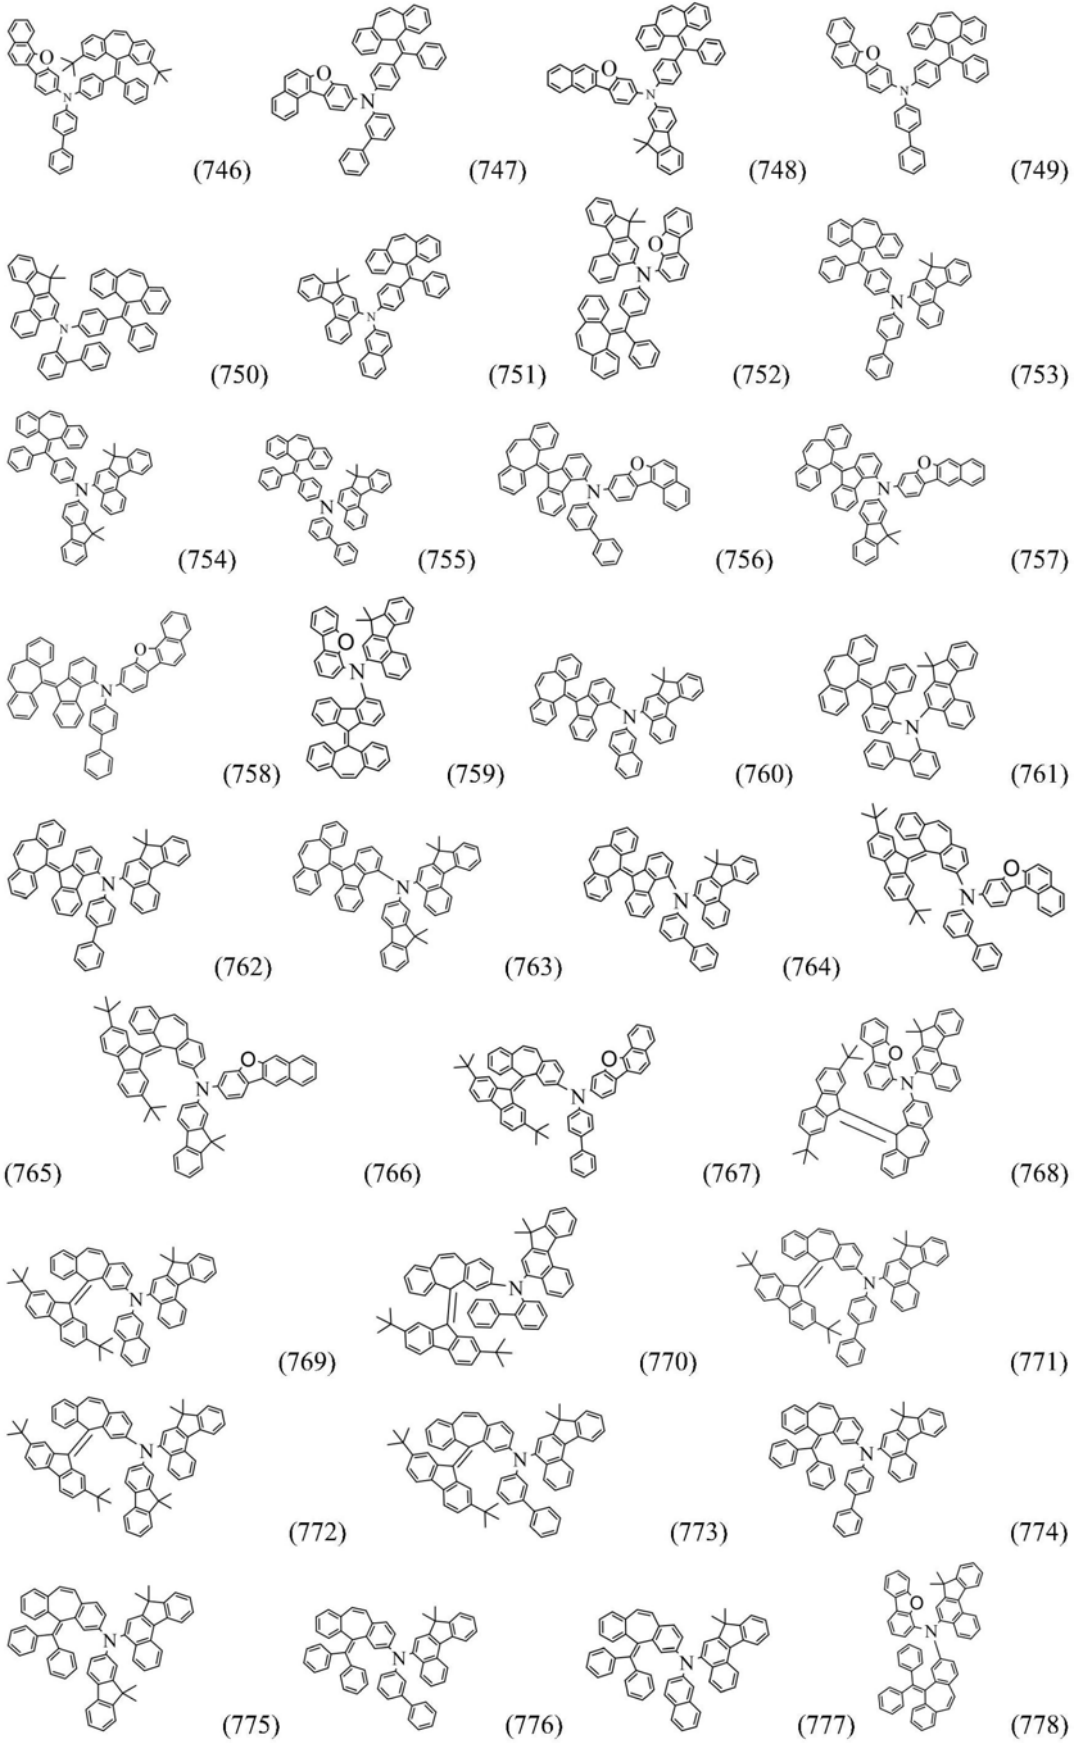 O
O
O
O
N
N
N
N
(746)
(747)
(748)
(749)
O
N
N
N
N
(750)
(751)
(752)
(753)
O
O
N
N
N
N
(754)
(755)
(756)
(757)
O
O
N
N
N
N
(758)
(759)
(760)
(761)
O
N
N
N
N
(762)
(763)
(764)
O
O
O
N
N
N
(765)
(766)
(767)
(768)
N
N
N
(769)
(770)
(771)
N
N
N
(772)
(773)
(774)
O
N
N
N
N
(775)
(776)
(777)
(778)